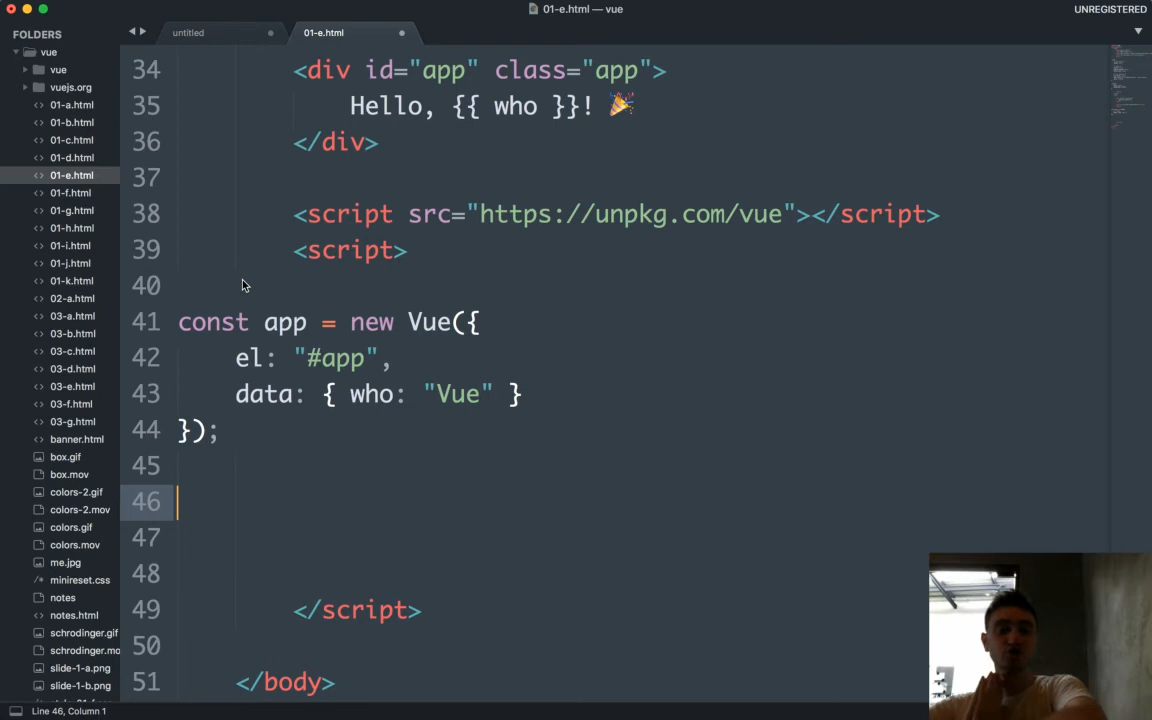 01-e.html — vue
UNREGISTERED
FOLDERS
vue
vue
vuejs.org
01-a.html
01-b.html
01-c.html
01-d.html
01-e.html
01-f.html
01-g.html
01-h.html
01-i.html
01-j.html
01-k.html
02-a.html
03-a.html
03-b.html
03-c.html
03-d.html
03-e.html
03-f.html
03-g.html
banner.html
box.gif
box.mov
colors-2.gif
colors-2.mov
colors.gif
colors.mov
me.jpg
minireset.css
notes
notes.html
schrodinger.gif
schrodinger.mo
slide-1-a.png
slide-1-b.png
untitled
01-e.html
34 <div id="app" class="app">
35 Hello, {{ who }}! 🎉
36 </div>
37
38 <script src="https://unpkg.com/vue"></script>
39 <script>
40
41 const app = new Vue({
42 el: "#app",
43 data: { who: "Vue" }
44 });
45
46
47
48
49 </script>
50
51 </body>
Line 46, Column 1